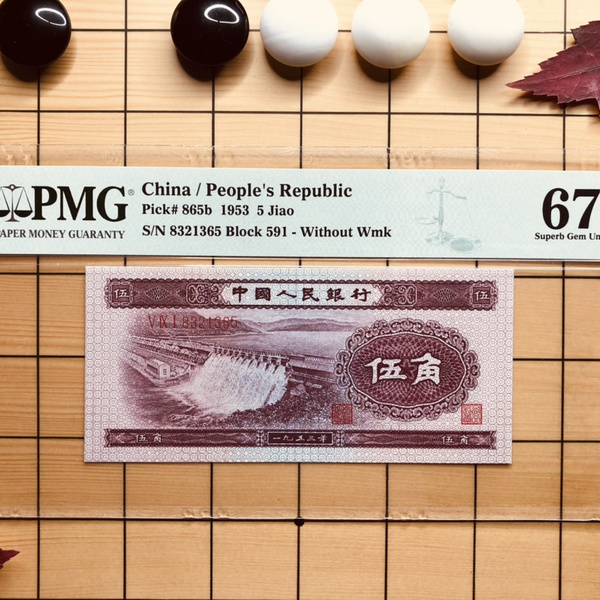 PMG®
PAPER MONEY GUARANTY
China / People's Republic
Pick# 865b 1953 5 Jiao
S/N 8321365 Block 591 - Without Wmk
67
Superb Gem Un
伍 中國人民銀行 伍
V IX I 8321365
伍角
伍角 一九五三年 伍角